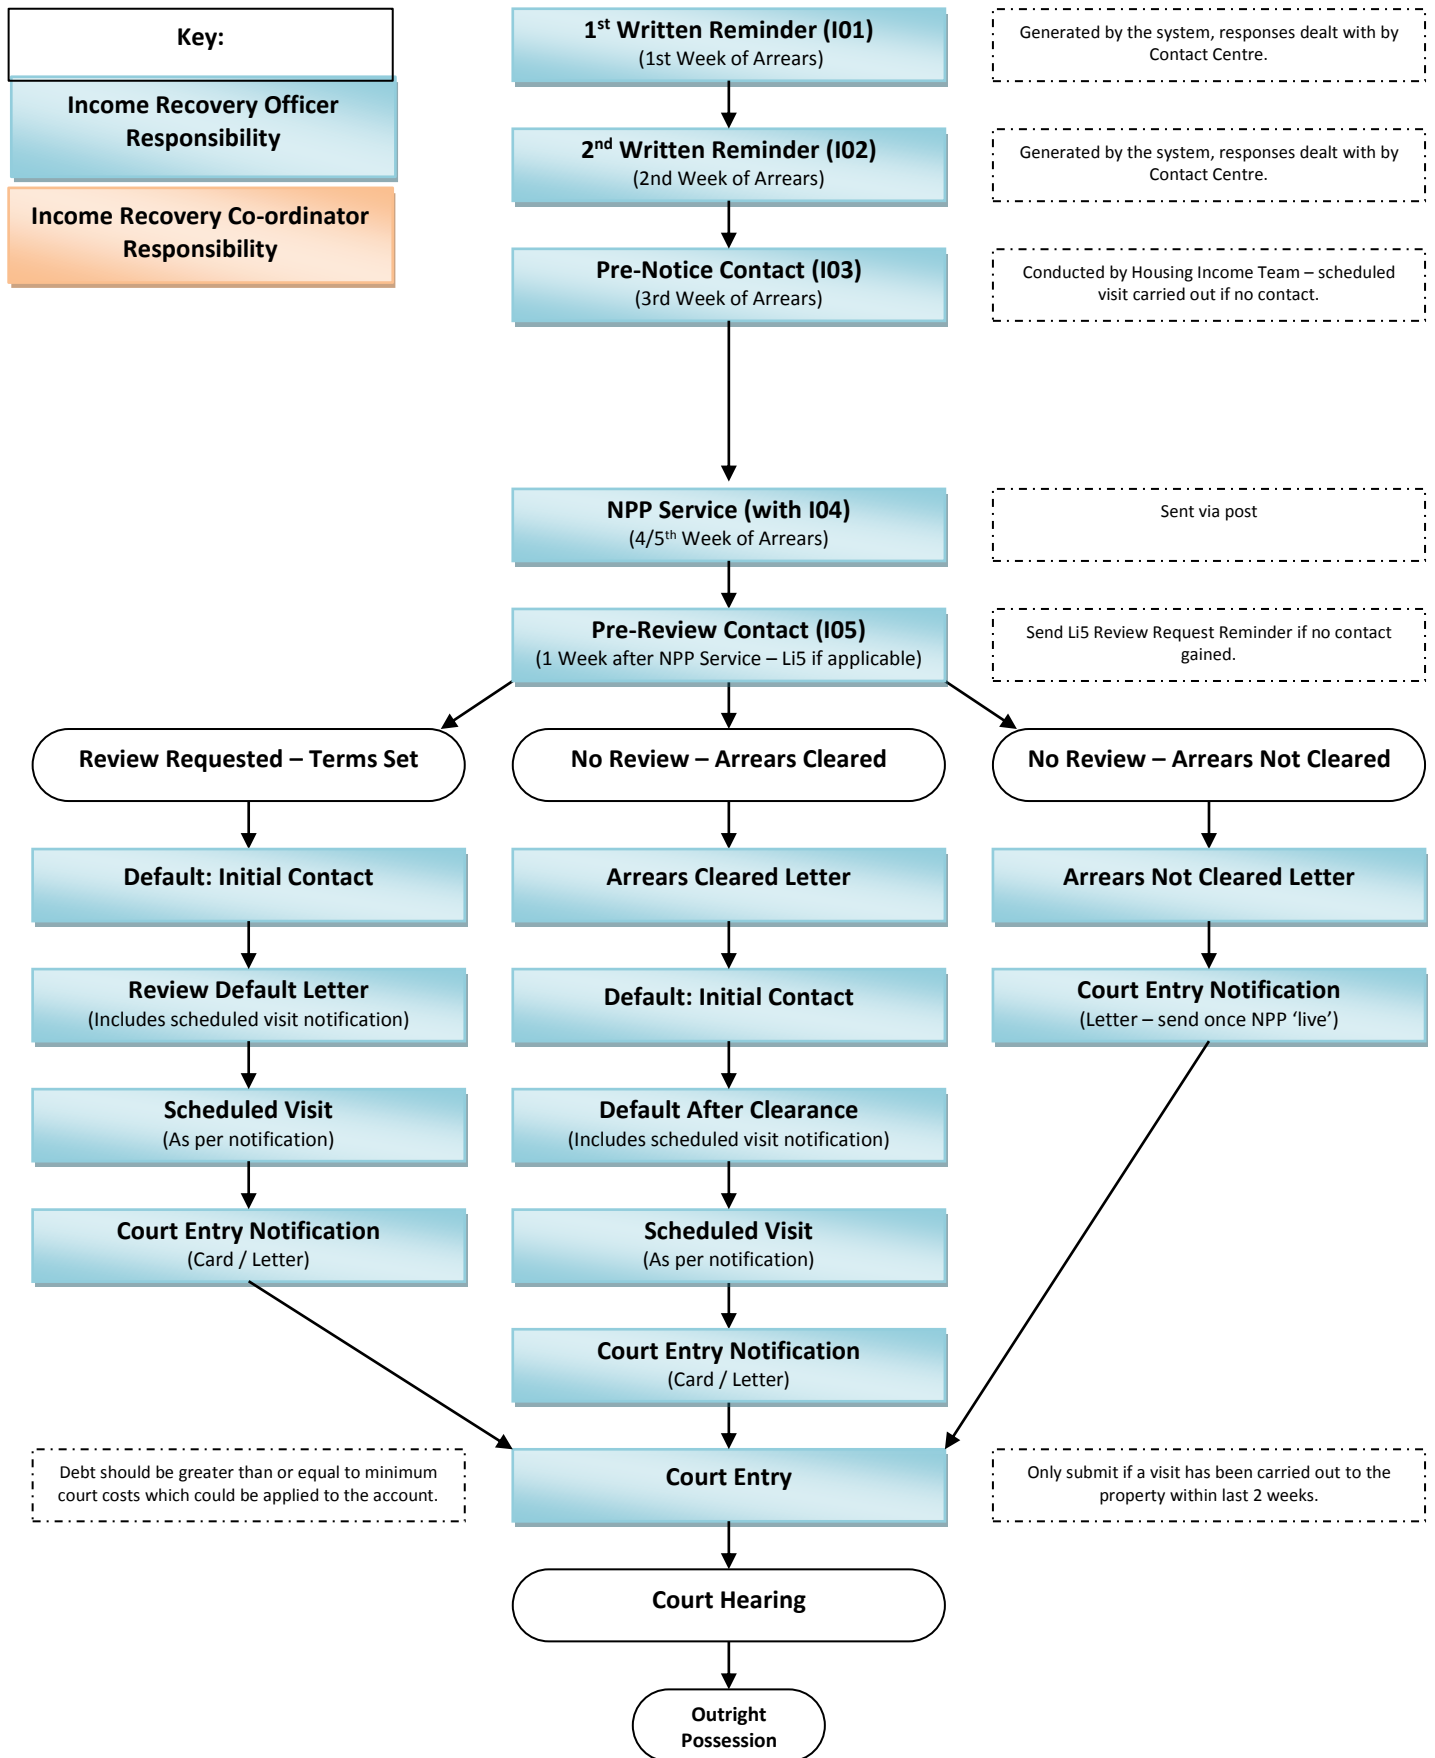 Key:
Income Recovery Officer
Responsibility
Income Recovery Co-ordinator
Responsibility
1st Written Reminder (I01)
(1st Week of Arrears)
Generated by the system, responses dealt with by
Contact Centre.
2nd Written Reminder (I02)
(2nd Week of Arrears)
Generated by the system, responses dealt with by
Contact Centre.
Pre-Notice Contact (I03)
(3rd Week of Arrears)
Conducted by Housing Income Team – scheduled
visit carried out if no contact.
NPP Service (with I04)
(4/5th Week of Arrears)
Sent via post
Pre-Review Contact (I05)
(1 Week after NPP Service – Li5 if applicable)
Send Li5 Review Request Reminder if no contact
gained.
Review Requested – Terms Set
No Review – Arrears Cleared
No Review – Arrears Not Cleared
Default: Initial Contact
Arrears Cleared Letter
Arrears Not Cleared Letter
Review Default Letter
(Includes scheduled visit notification)
Default: Initial Contact
Court Entry Notification
(Letter – send once NPP ‘live’)
Scheduled Visit
(As per notification)
Default After Clearance
(Includes scheduled visit notification)
Court Entry Notification
(Card / Letter)
Scheduled Visit
(As per notification)
Court Entry Notification
(Card / Letter)
Debt should be greater than or equal to minimum
court costs which could be applied to the account.
Court Entry
Only submit if a visit has been carried out to the
property within last 2 weeks.
Court Hearing
Outright
Possession